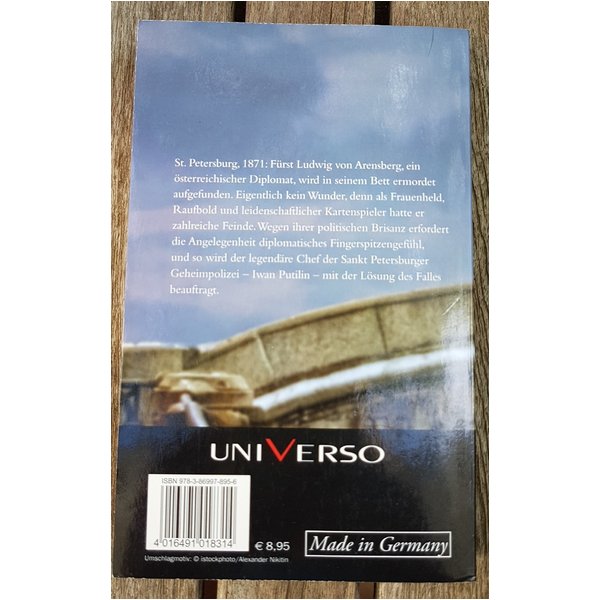 St. Petersburg, 1871: Fürst Ludwig von Arensberg, ein
österreichischer Diplomat, wird in seinem Bett ermordet
aufgefunden. Eigentlich kein Wunder, denn als Frauenheld,
Raufbold und leidenschaftlicher Kartenspieler hatte er
zahlreiche Feinde. Wegen ihrer politischen Brisanz erfordert
die Angelegenheit diplomatisches Fingerspitzengefühl,
und so wird der legendäre Chef der Sankt Petersburger
Geheimpolizei – Iwan Putilin – mit der Lösung des Falles
beauftragt.
UNIVERSO
ISBN 978-3-86997-895-6
4 016491 018314
€ 8,95
Made in Germany
Umschlagmotiv: © istockphoto/Alexander Nikitin